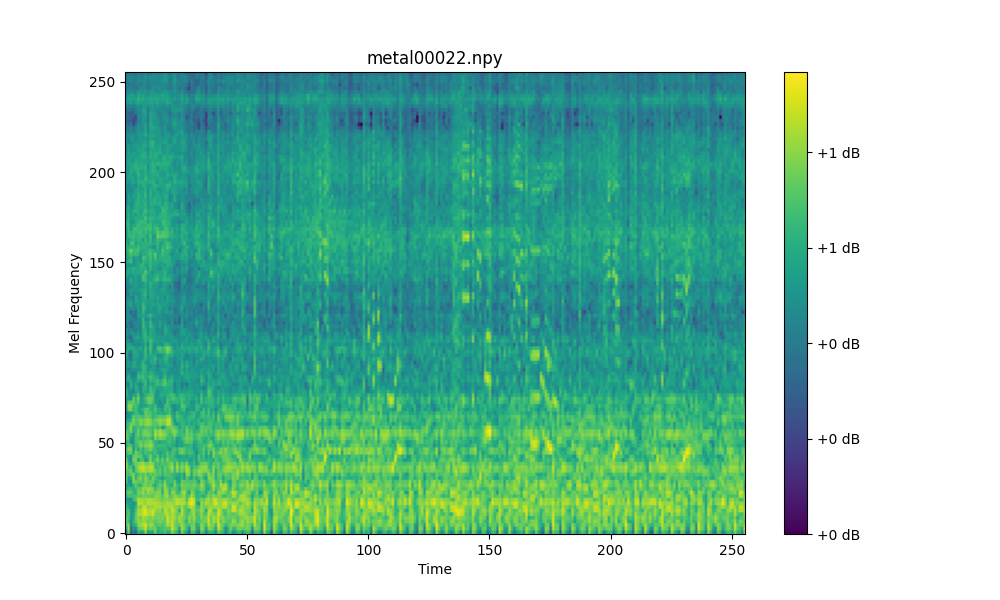 metal00022.npy
Mel Frequency
250
200
150
100
50
0
0 50 100 150 200 250
Time
+1 dB
+1 dB
+0 dB
+0 dB
+0 dB